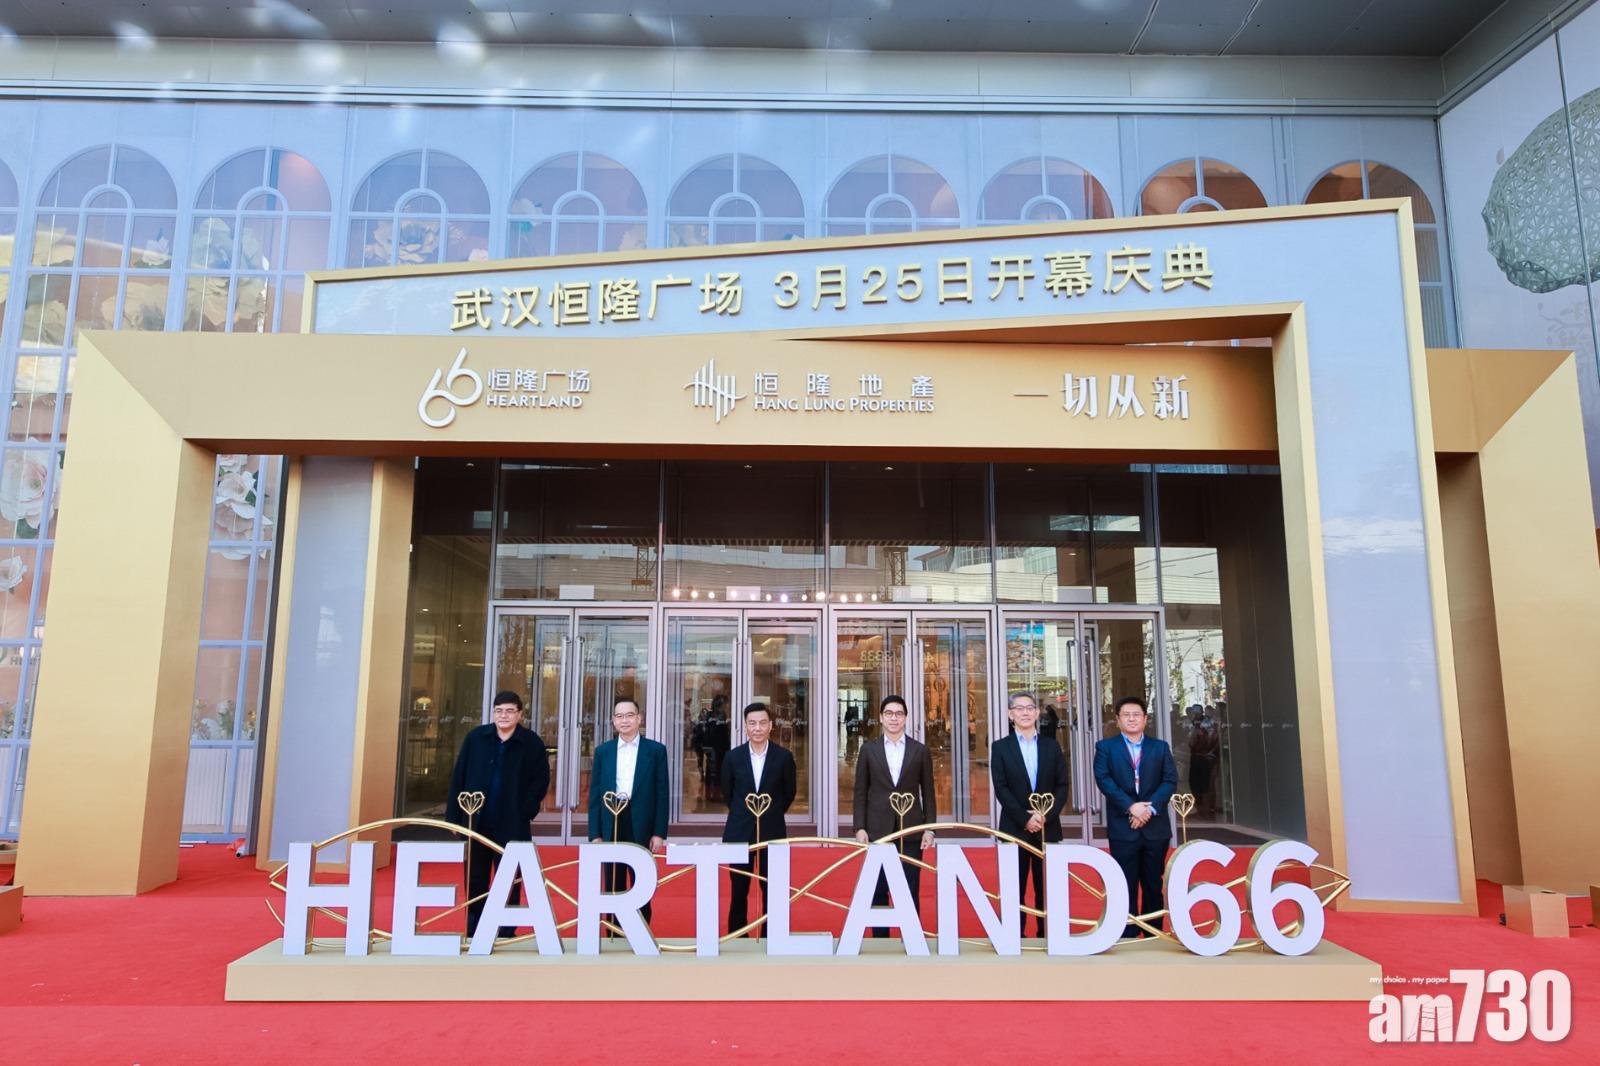 武汉恒隆广场 3月25日开幕庆典
66 恒隆广场
HEARTLAND
恒隆地產
HANG LUNG PROPERTIES
一切从新
HEARTLAND 66
my choice . my paper
am730